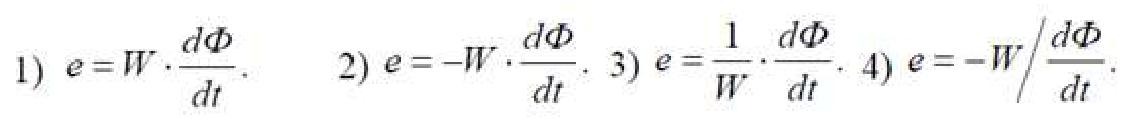 1) e = W · dΦ/dt. 2) e = –W · dΦ/dt. 3) e = 1/W · dΦ/dt. 4) e = –W / dΦ/dt.